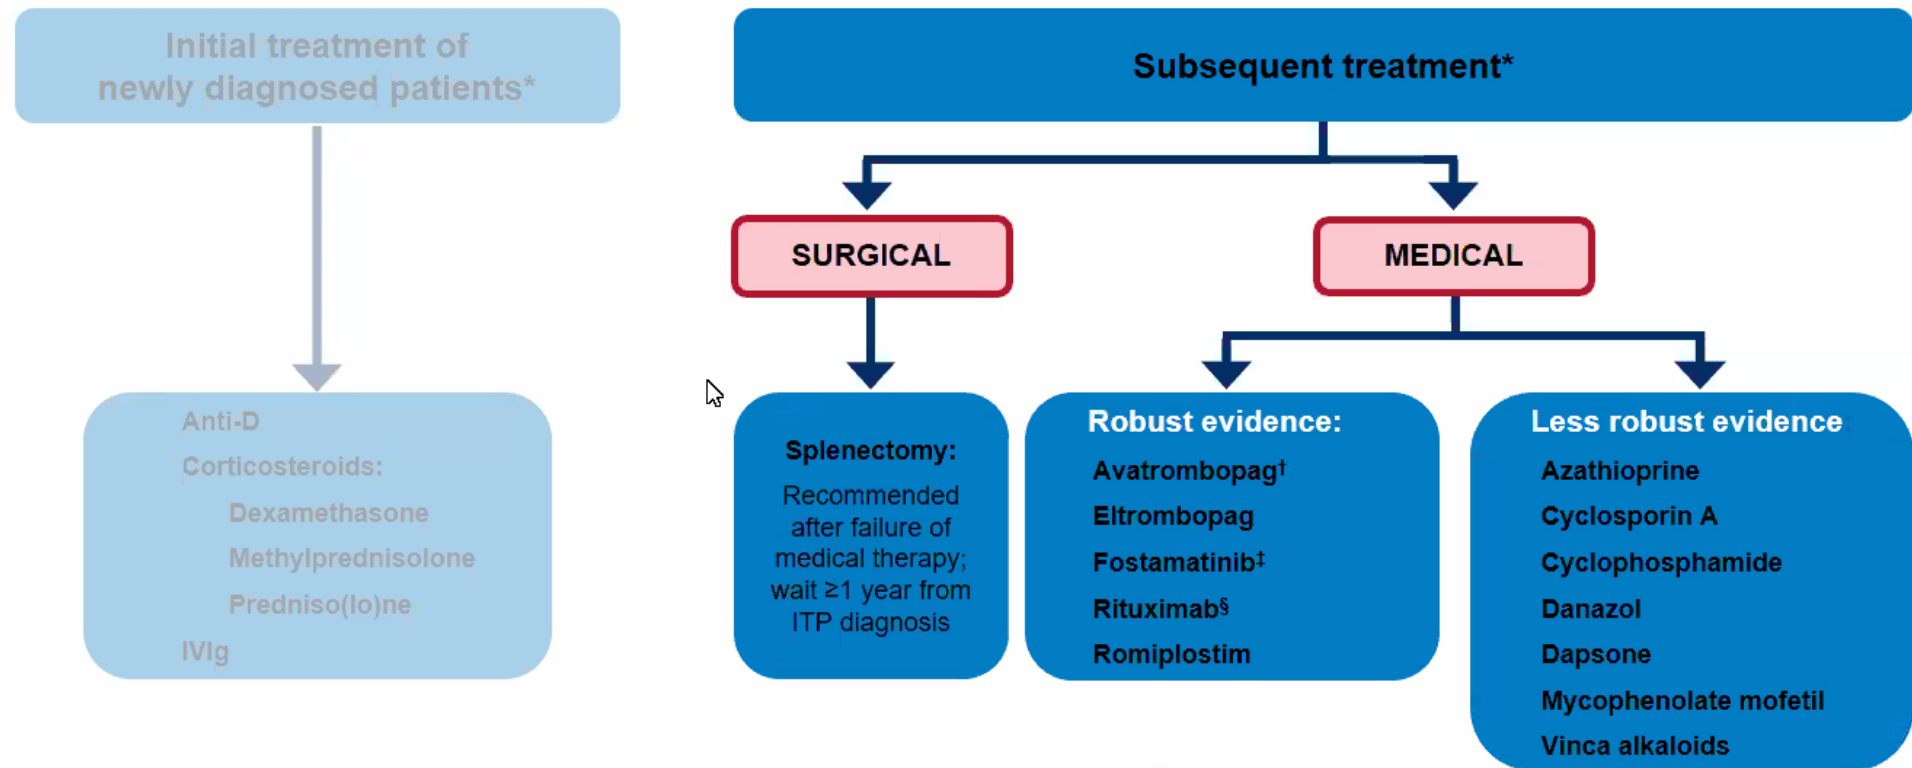 Initial treatment of
newly diagnosed patients*
Subsequent treatment*
SURGICAL
MEDICAL
Anti-D
Corticosteroids:
Dexamethasone
Methylprednisolone
Predniso(lo)ne
IVIg
Splenectomy:
Recommended
after failure of
medical therapy;
wait ≥1 year from
ITP diagnosis
Robust evidence:
Avatrombopag†
Eltrombopag
Fostamatinib‡
Rituximab§
Romiplostim
Less robust evidence:
Azathioprine
Cyclosporin A
Cyclophosphamide
Danazol
Dapsone
Mycophenolate mofetil
Vinca alkaloids